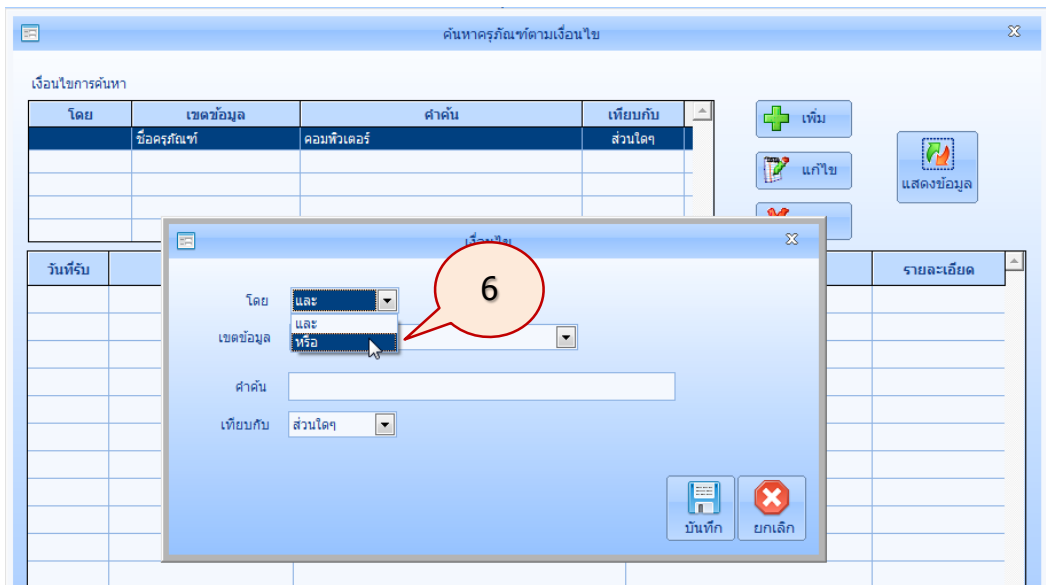 ค้นหาครุภัณฑ์ตามเงื่อนไข
เงื่อนไขการค้นหา
โดย เขตข้อมูล คำค้น เทียบกับ
ชื่อครุภัณฑ์ คอมพิวเตอร์ ส่วนใดๆ
เพิ่ม
แก้ไข
แสดงข้อมูล
เงื่อนไข
วันที่รับ รายละเอียด
6
โดย และ
และ
หรือ
เขตข้อมูล
คำค้น
เทียบกับ ส่วนใดๆ
บันทึก ยกเลิก